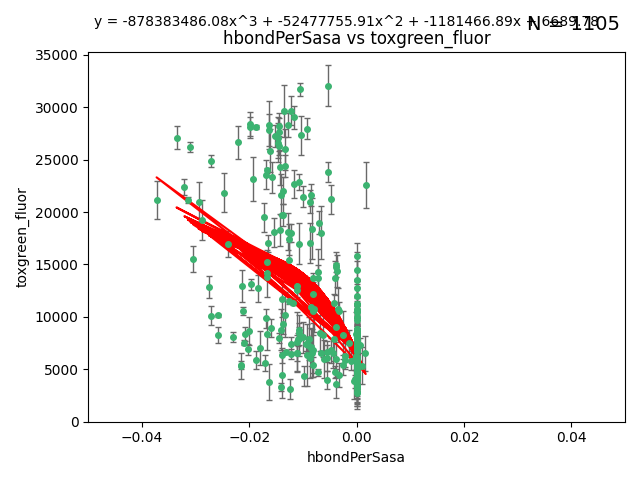 y = -878383486.08x^3 + -52477755.91x^2 + -1181466.89x + 6689.78
N = 1105
hbondPerSasa vs toxgreen_fluor
35000
30000
25000
20000
15000
10000
5000
0
toxgreen_fluor
-0.04 -0.02 0.00 0.02 0.04
hbondPerSasa